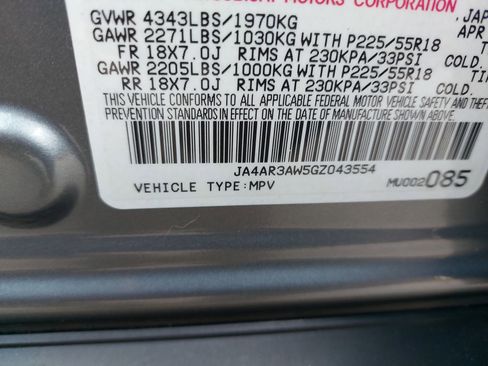 MOTORS CORPORATION JAP
GVWR 4343LBS/1970KG APR
GAWR 2271LBS/1030KG WITH P225/55R18
FR 18X7.0J RIMS AT 230KPA/33PSI COLD.
GAWR 2205LBS/1000KG WITH P225/55R18
RR 18X7.0J RIMS AT 230KPA/33PSI COLD.
THIS VEHICLE CONFORMS TO ALL APPLICABLE FEDERAL MOTOR VEHICLE SAFETY AND THEFT
PREVENTION STANDARDS IN EFFECT ON THE DATE OF MANUFACTURE SHOWN ABOVE.
JA4AR3AW5GZ043554
VEHICLE TYPE:MPV MU002085